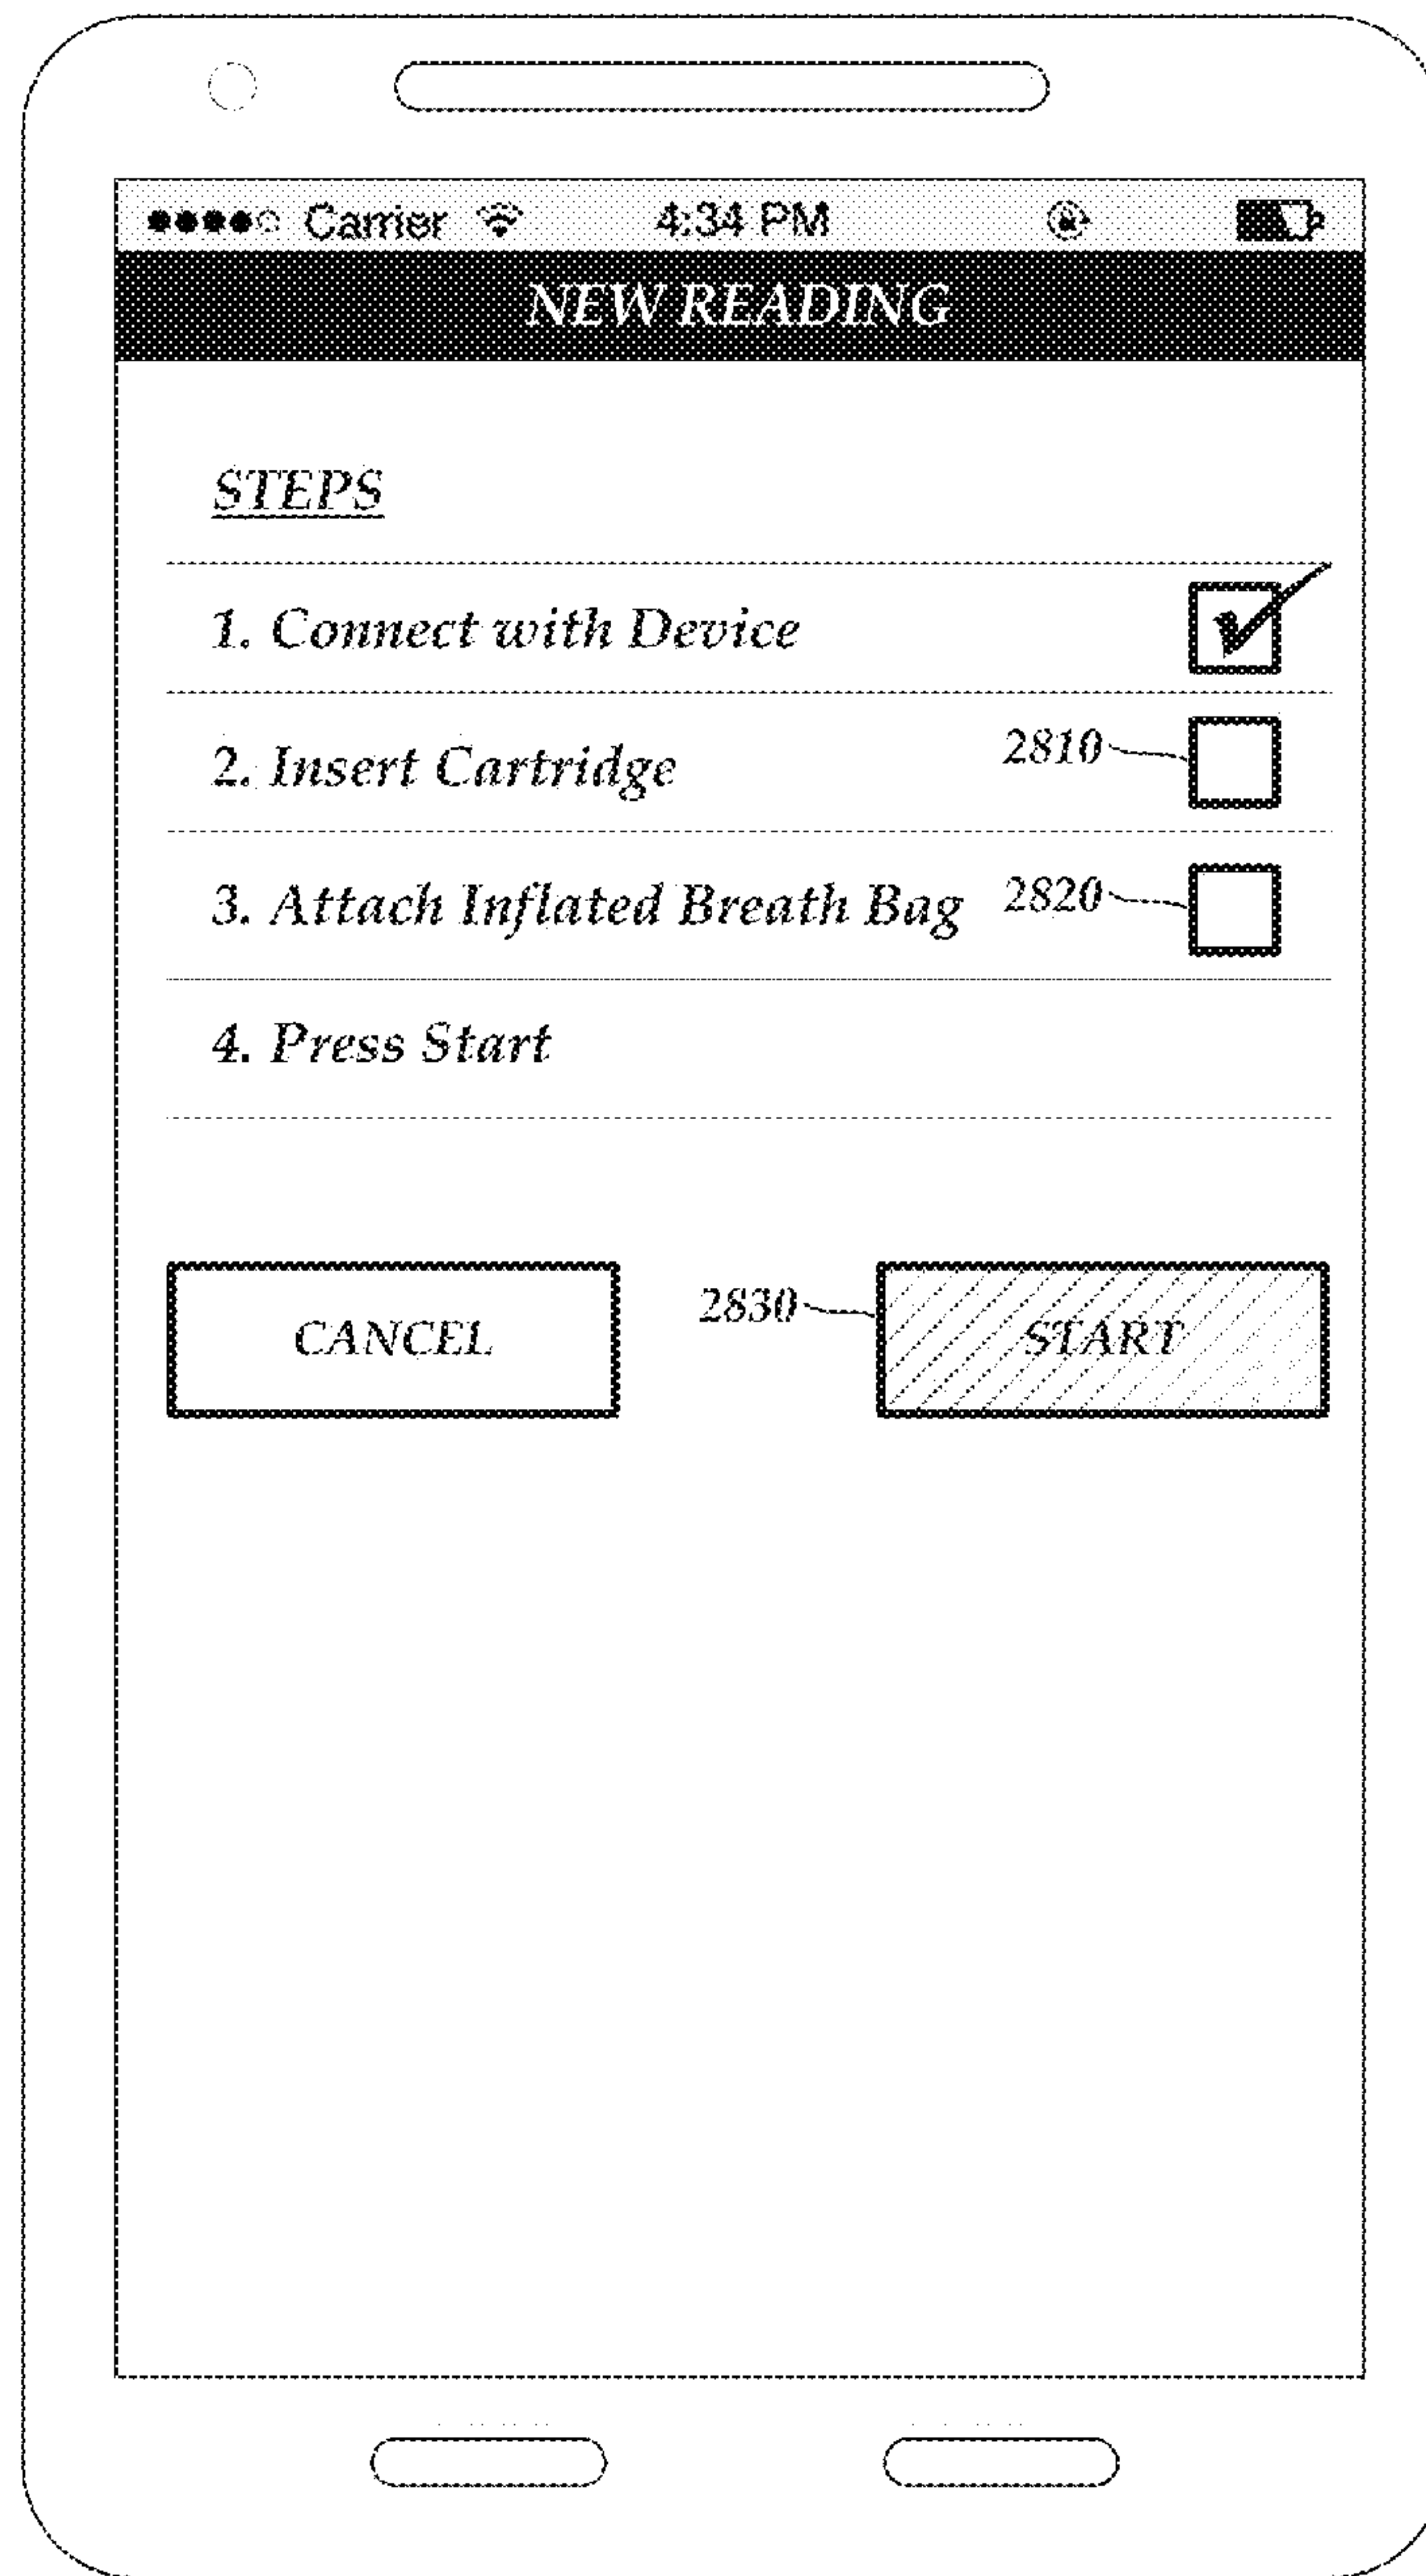 Carrier 4:34 PM
NEW READING
STEPS
1. Connect with Device
2. Insert Cartridge 2810
3. Attach Inflated Breath Bag 2820
4. Press Start
CANCEL 2830 START